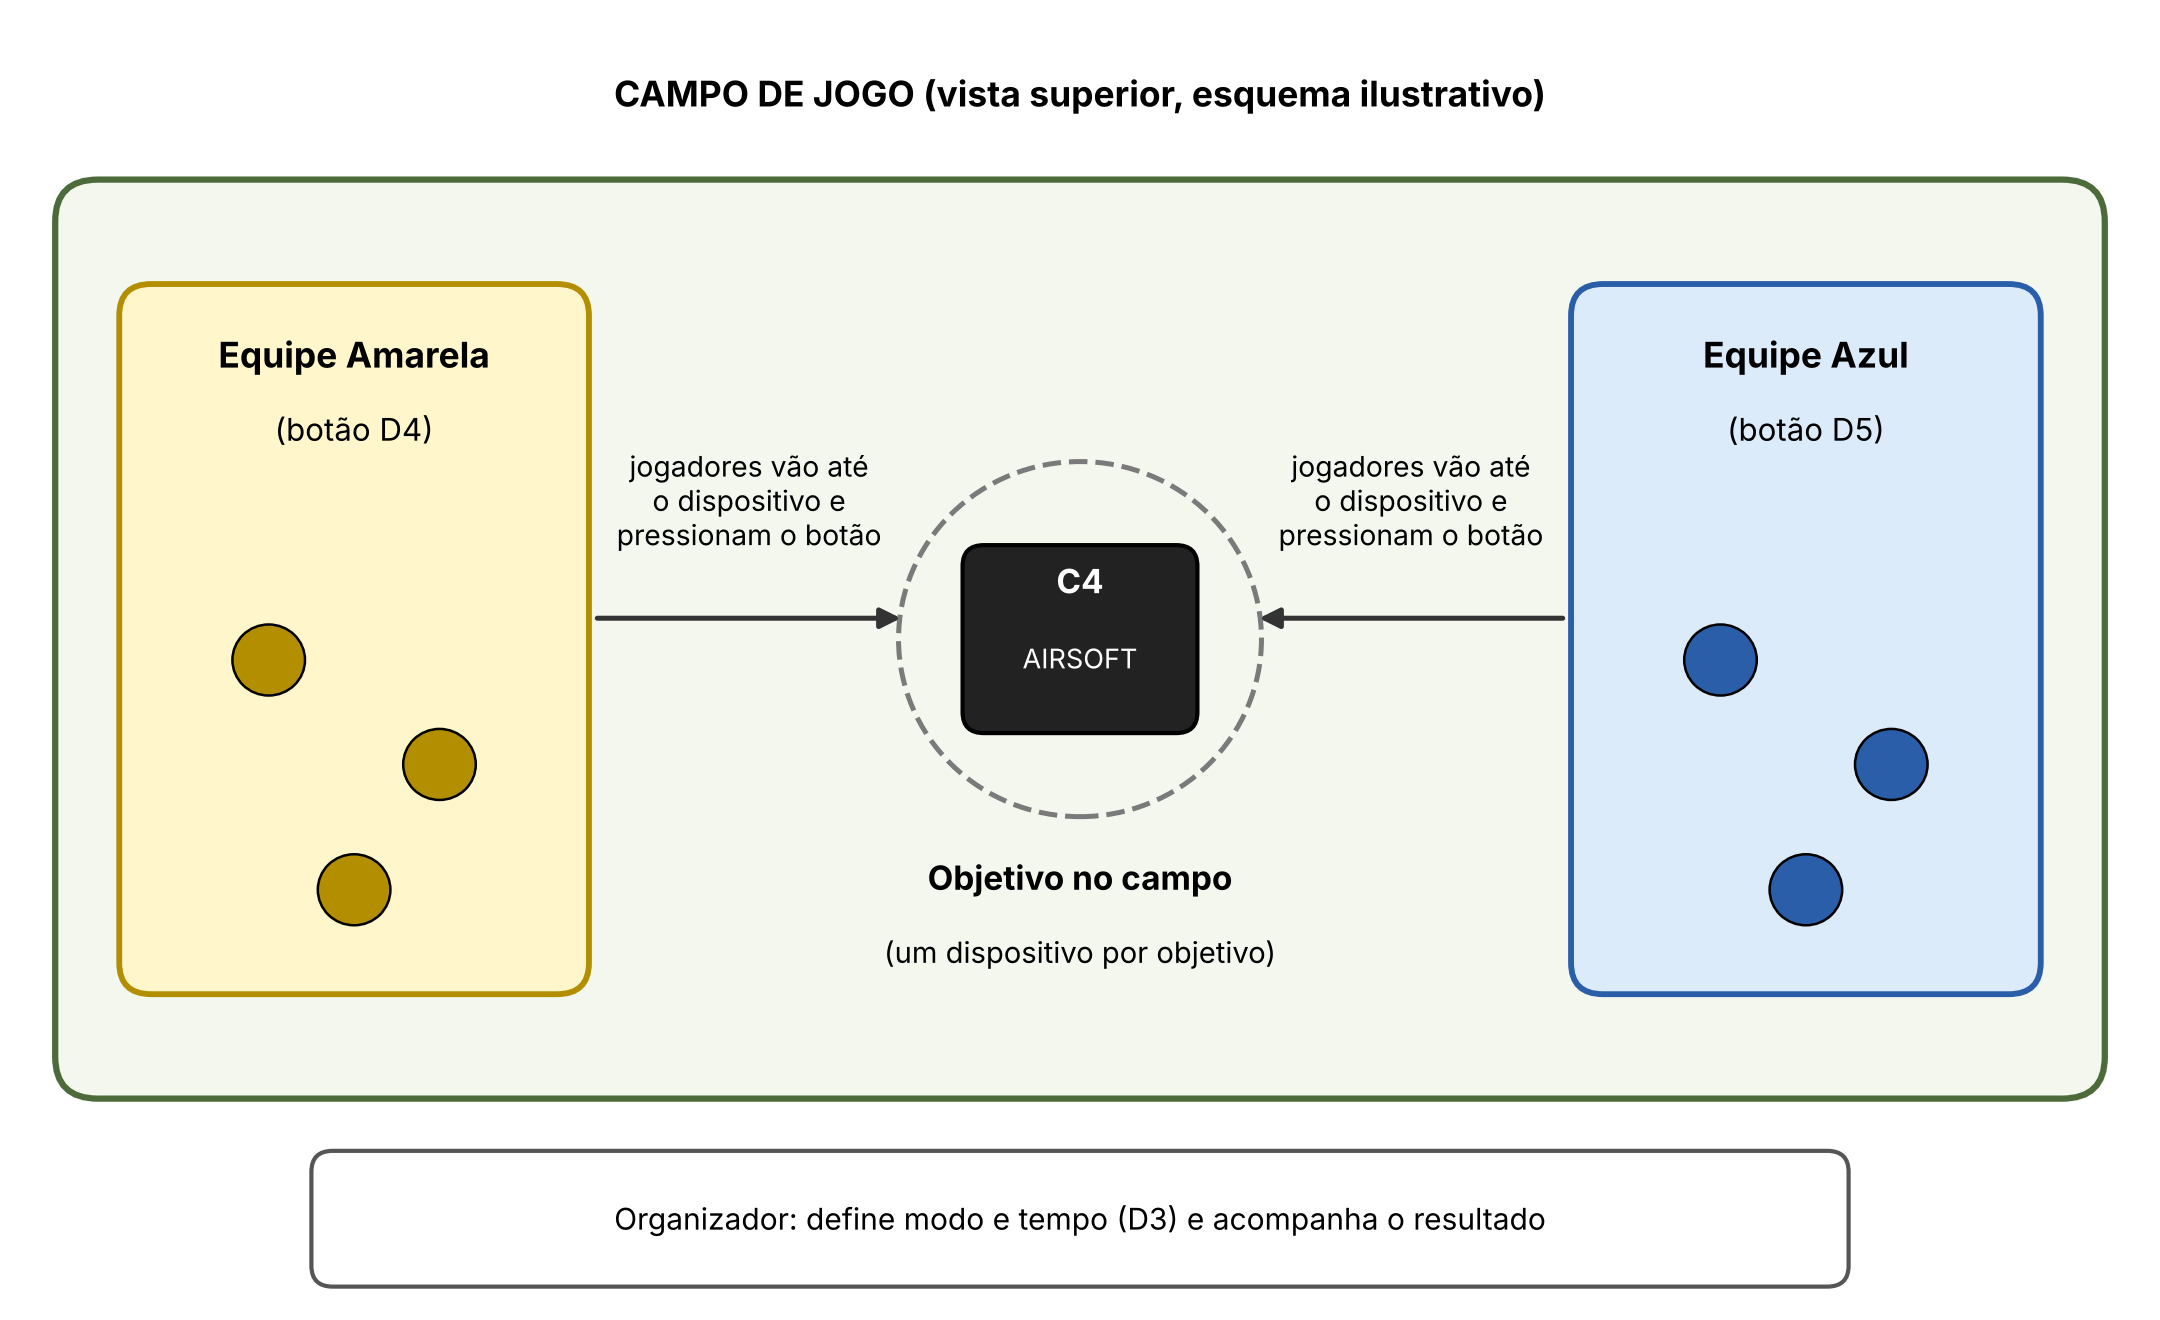 CAMPO DE JOGO (vista superior, esquema ilustrativo)
Equipe Amarela
(botão D4)
jogadores vão até
o dispositivo e
pressionam o botão
C4
AIRSOFT
jogadores vão até
o dispositivo e
pressionam o botão
Equipe Azul
(botão D5)
Objetivo no campo
(um dispositivo por objetivo)
Organizador: define modo e tempo (D3) e acompanha o resultado